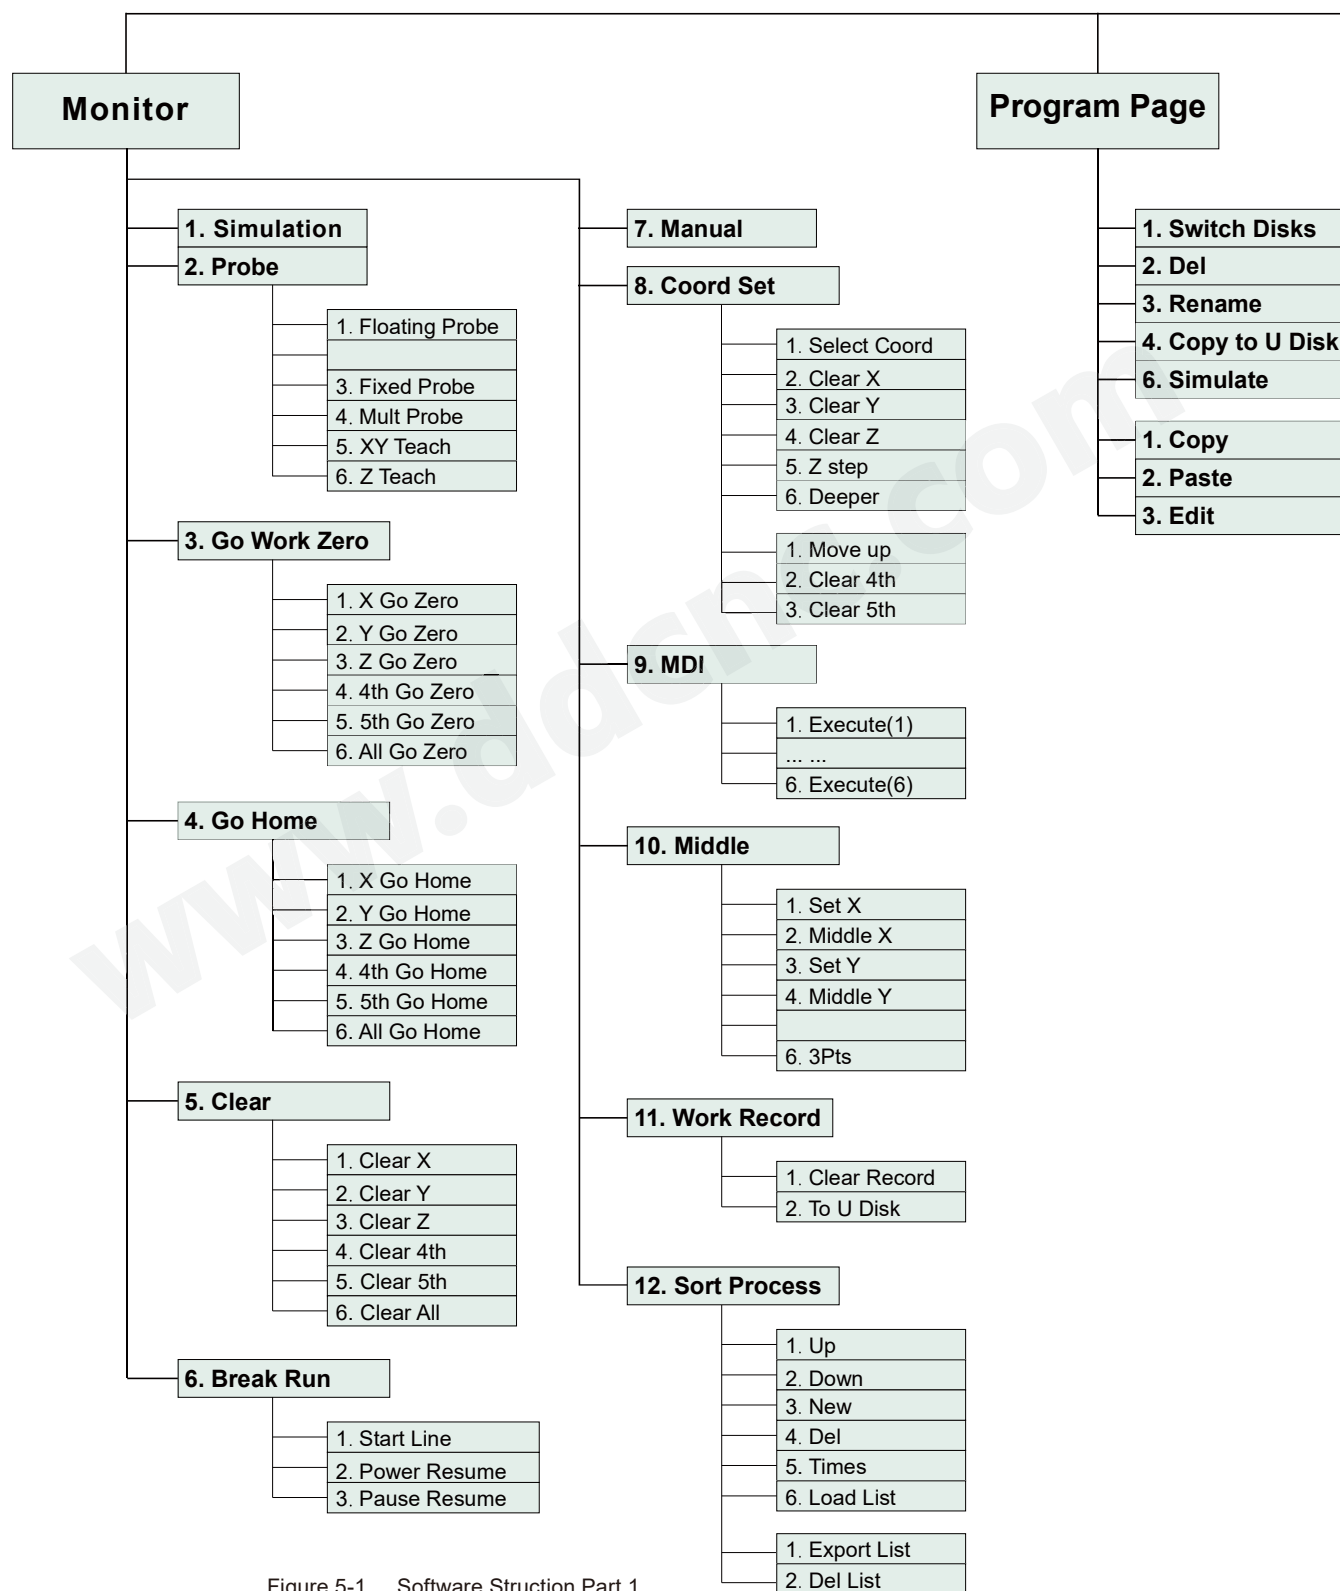 Monitor
1. Simulation
2. Probe
1. Floating Probe
3. Fixed Probe
4. Mult Probe
5. XY Teach
6. Z Teach
3. Go Work Zero
1. X Go Zero
2. Y Go Zero
3. Z Go Zero
4. 4th Go Zero
5. 5th Go Zero
6. All Go Zero
4. Go Home
1. X Go Home
2. Y Go Home
3. Z Go Home
4. 4th Go Home
5. 5th Go Home
6. All Go Home
5. Clear
1. Clear X
2. Clear Y
3. Clear Z
4. Clear 4th
5. Clear 5th
6. Clear All
6. Break Run
1. Start Line
2. Power Resume
3. Pause Resume
7. Manual
8. Coord Set
1. Select Coord
2. Clear X
3. Clear Y
4. Clear Z
5. Z step
6. Deeper
1. Move up
2. Clear 4th
3. Clear 5th
9. MDI
1. Execute(1)
... ...
6. Execute(6)
10. Middle
1. Set X
2. Middle X
3. Set Y
4. Middle Y
6. 3Pts
11. Work Record
1. Clear Record
2. To U Disk
12. Sort Process
1. Up
2. Down
3. New
4. Del
5. Times
6. Load List
1. Export List
2. Del List
Program Page
1. Switch Disks
2. Del
3. Rename
4. Copy to U Disk
6. Simulate
1. Copy
2. Paste
3. Edit
www.ddcnc.com
Figure 5-1 Software Struction Part 1